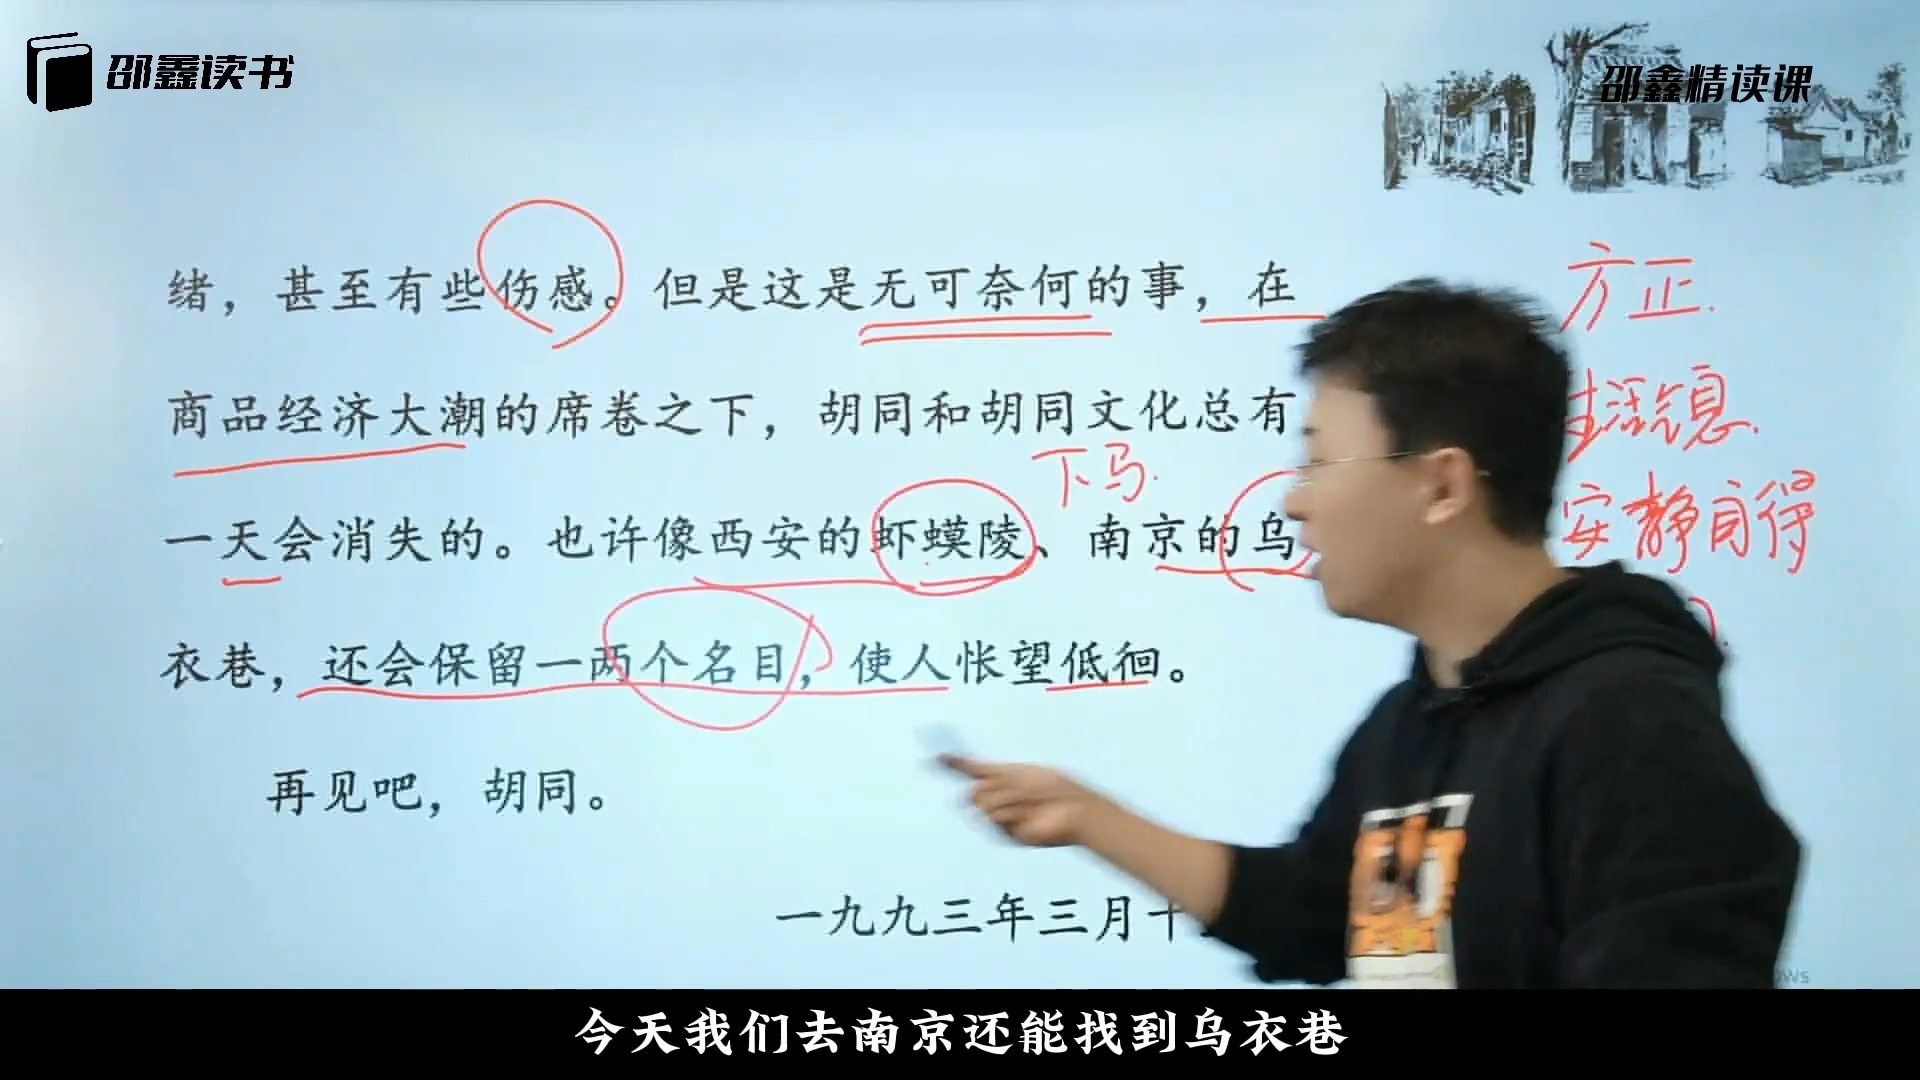 邵鑫读书
邵鑫精读课
绪，甚至有些伤感。但是这是无可奈何的事，在
商品经济大潮的席卷之下，胡同和胡同文化总有
下马.
一天会消失的。也许像西安的虾蟆陵、南京的乌
衣巷，还会保留一两个名目，使人怅望低徊。
再见吧，胡同。
一九九三年三月十
方正.
生活气息.
安静自得
今天我们去南京还能找到乌衣巷